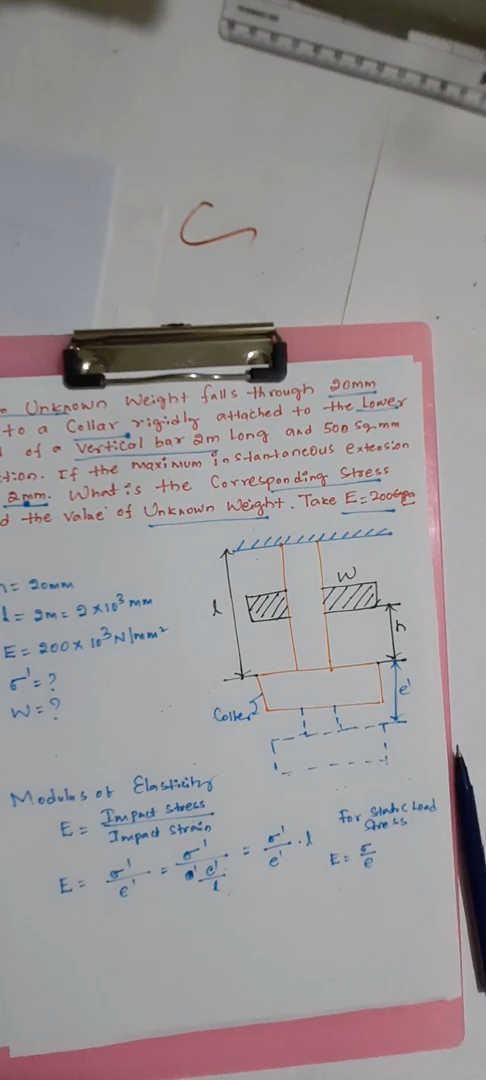 Unknown Weight falls through 20mm
to a Collar rigidly attached to the Lower
of a Vertical bar 2m Long and 500 Sq.mm
tion. If the maximum instantaneous extension
2mm. What is the Corresponding Stress
d the value of Unknown Weight. Take E=200Gpa
h = 20mm
l = 2m = 2 × 10³ mm
E = 200 × 10³ N/mm²
σ' = ?
W = ?
l
W
h
e'
Coller
Modulus of Elasticity
E = Impact Stress / Impact Strain
For Static Load Stress
E = σ'/e' = σ'/e'/l = σ'/e' . l
E = σ/e